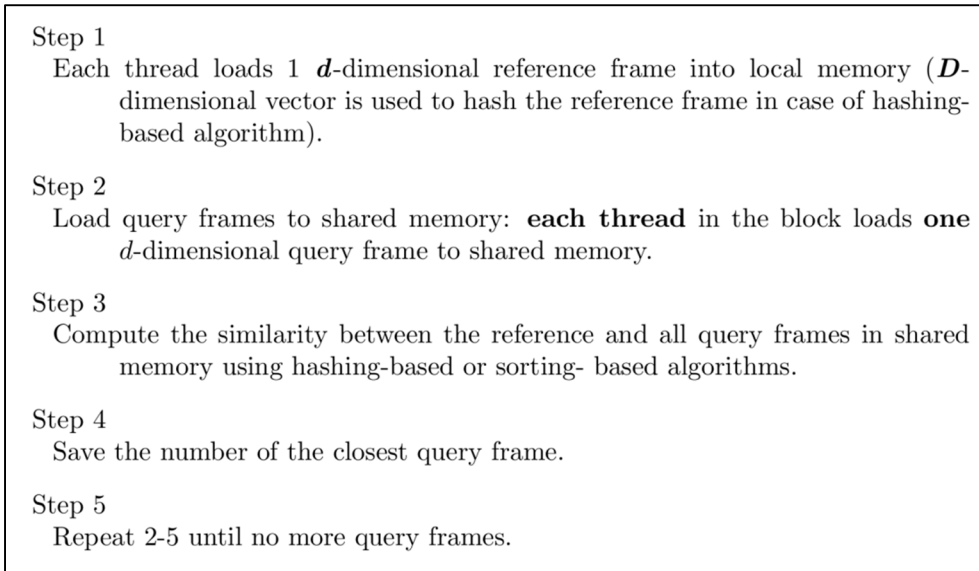 Step 1
Each thread loads 1 d-dimensional reference frame into local memory (D-
dimensional vector is used to hash the reference frame in case of hashing-
based algorithm).
Step 2
Load query frames to shared memory: each thread in the block loads one
d-dimensional query frame to shared memory.
Step 3
Compute the similarity between the reference and all query frames in shared
memory using hashing-based or sorting- based algorithms.
Step 4
Save the number of the closest query frame.
Step 5
Repeat 2-5 until no more query frames.